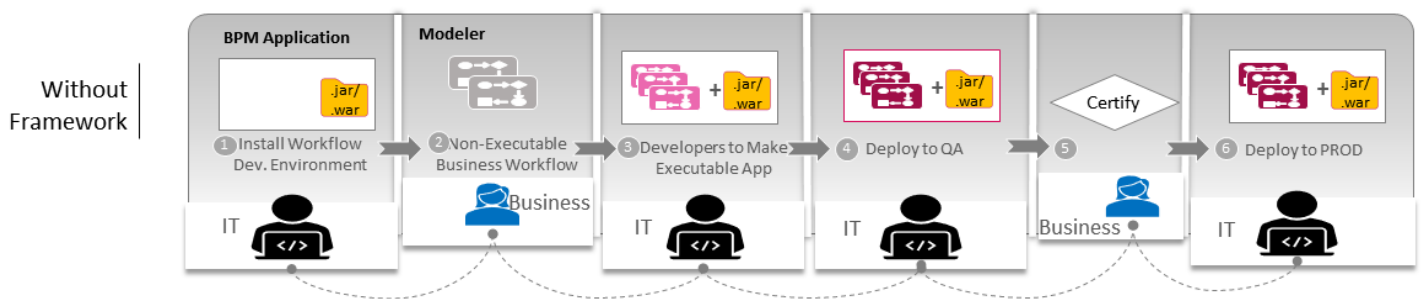 Without
Framework
BPM Application
.jar/
.war
1 Install Workflow
Dev. Environment
IT
</>
Modeler
2 Non-Executable
Business Workflow
Business
+
.jar/
.war
3 Developers to Make
Executable App
IT
</>
+
.jar/
.war
4 Deploy to QA
IT
</>
Certify
5
Business
+
.jar/
.war
6 Deploy to PROD
IT
</>